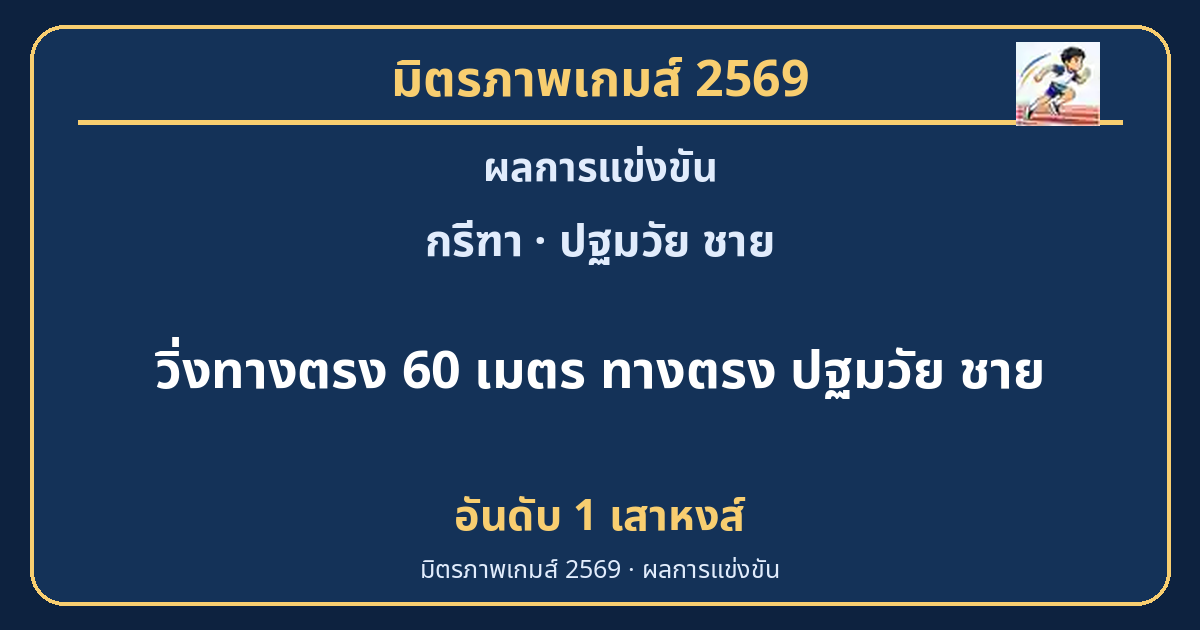 มิตรภาพเกมส์ 2569
ผลการแข่งขัน
กรีฑา · ปฐมวัย ชาย
วิ่งทางตรง 60 เมตร ทางตรง ปฐมวัย ชาย
อันดับ 1 เสาหงส์
มิตรภาพเกมส์ 2569 · ผลการแข่งขัน